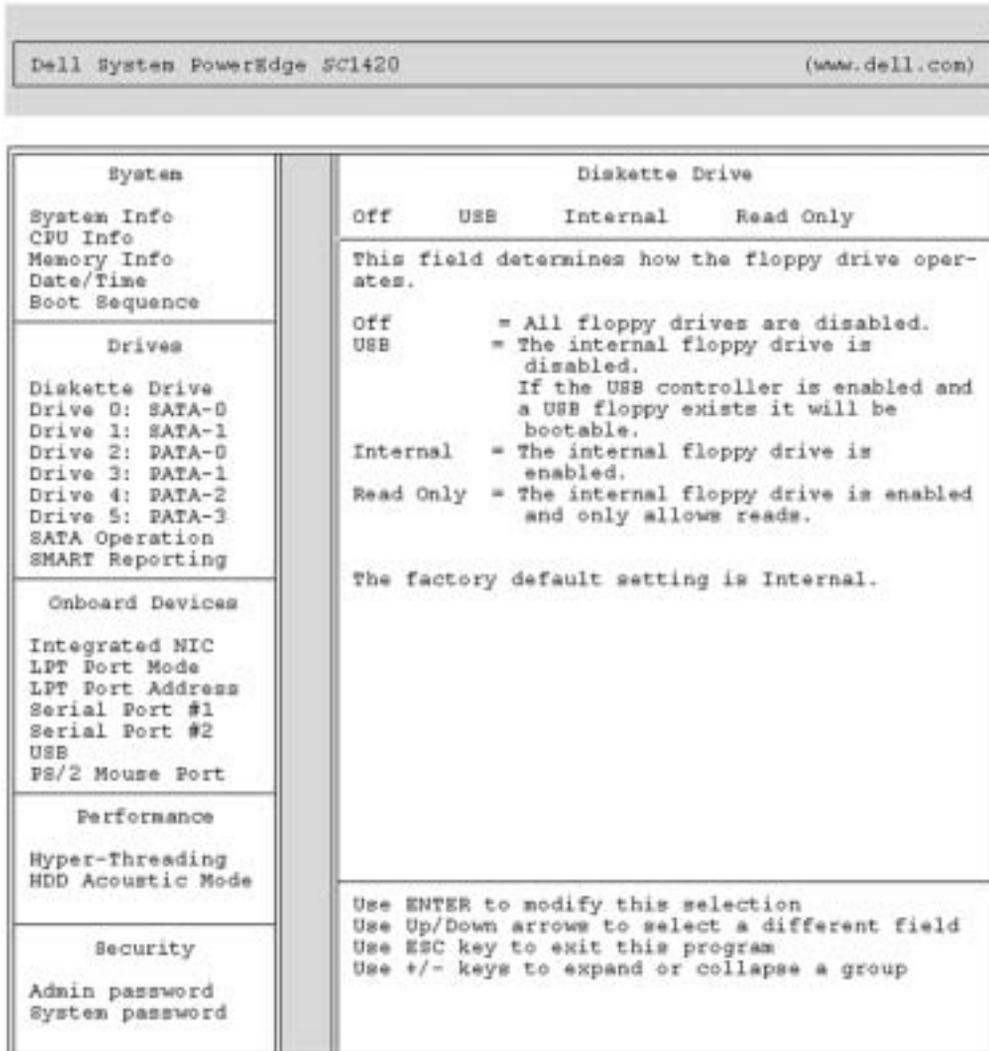 Dell System PowerEdge SC1420 (www.dell.com)
System
System Info
CPU Info
Memory Info
Date/Time
Boot Sequence
Drives
Diskette Drive
Drive 0: SATA-0
Drive 1: SATA-1
Drive 2: PATA-0
Drive 3: PATA-1
Drive 4: PATA-2
Drive 5: PATA-3
SATA Operation
SMART Reporting
Onboard Devices
Integrated NIC
LPT Port Mode
LPT Port Address
Serial Port #1
Serial Port #2
USB
PS/2 Mouse Port
Performance
Hyper-Threading
HDD Acoustic Mode
Security
Admin password
System password
Diskette Drive
Off USB Internal Read Only
This field determines how the floppy drive oper-
ates.
Off = All floppy drives are disabled.
USB = The internal floppy drive is
disabled.
If the USB controller is enabled and
a USB floppy exists it will be
bootable.
Internal = The internal floppy drive is
enabled.
Read Only = The internal floppy drive is enabled
and only allows reads.
The factory default setting is Internal.
Use ENTER to modify this selection
Use Up/Down arrows to select a different field
Use ESC key to exit this program
Use +/- keys to expand or collapse a group